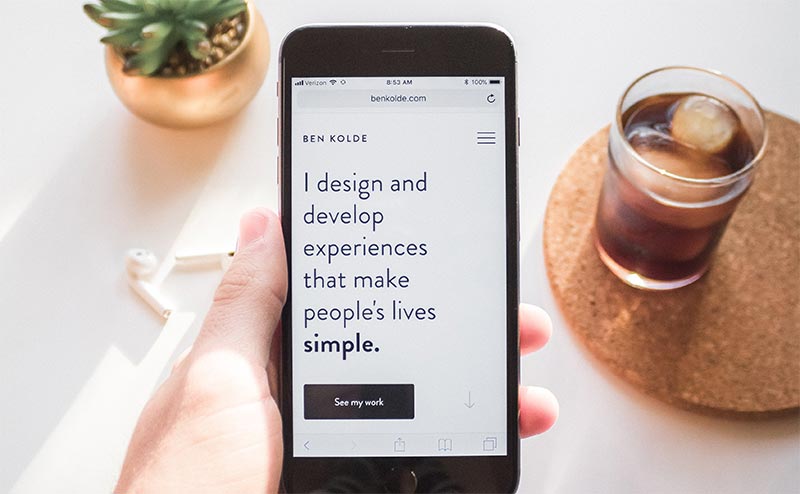 Verizon 8:53 AM 100%
benkolde.com
BEN KOLDE
I design and
develop
experiences
that make
people's lives
simple.
See my work